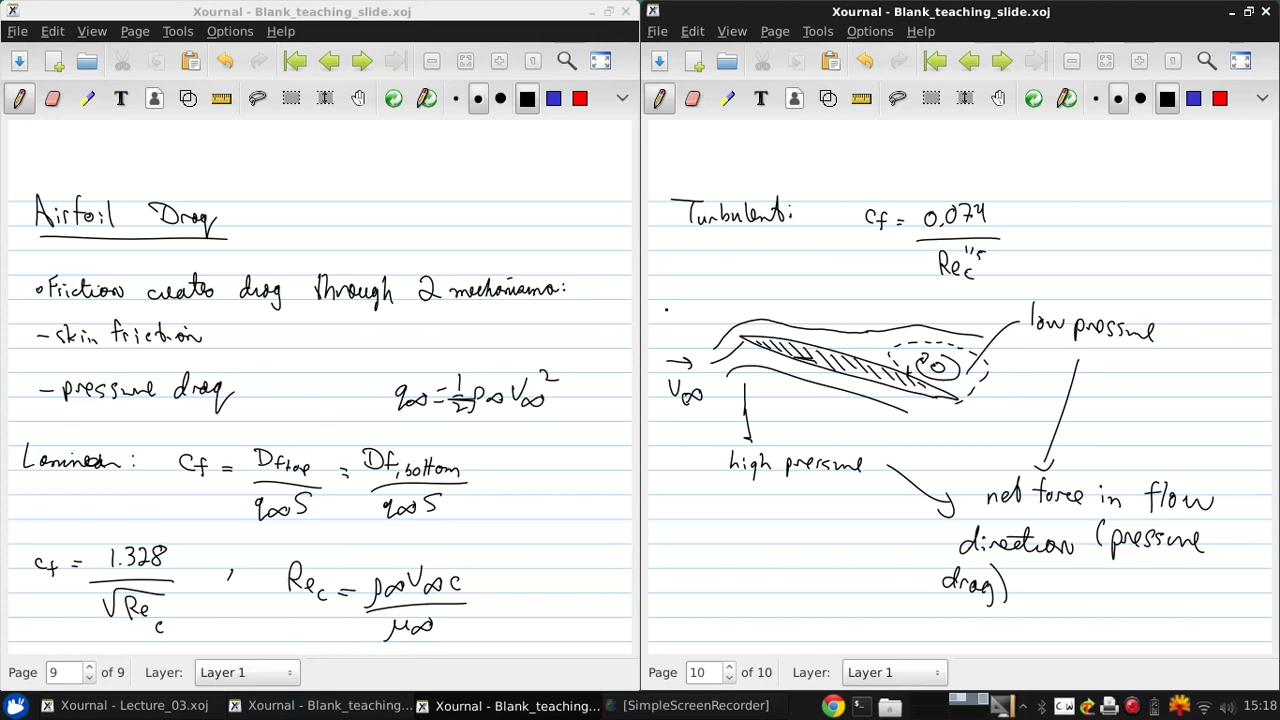 Xournal - Blank_teaching_slide.xoj
File Edit View Page Tools Options Help
Airfoil Drag
•Friction creates drag through 2 mechanisms:
- skin friction
- pressure drag
q∞ = 1/2 ρ∞ V∞²
Laminar: Cf = Df,top / q∞ S = Df, bottom / q∞ S
cf = 1.328 / √Re c , Re c = ρ∞ V∞ c / μ∞
Page 9 of 9 Layer: Layer 1
Xournal - Blank_teaching_slide.xoj
File Edit View Page Tools Options Help
Turbulent: cf = 0.074 / Re c^1/5
low pressure
V∞
high pressure
net force in flow
direction (pressure
drag)
Page 10 of 10 Layer: Layer 1
Xournal - Lecture_03.xoj Xournal - Blank_teaching... Xournal - Blank_teaching... [SimpleScreenRecorder] CW 15:18